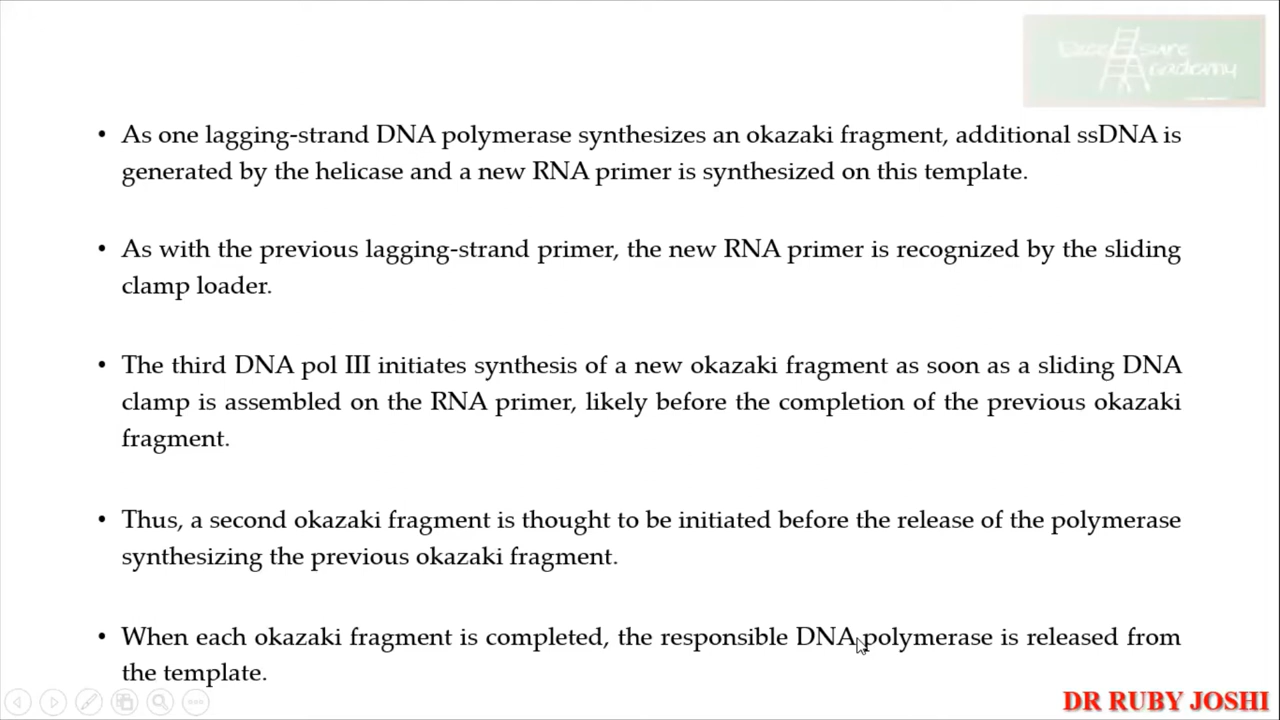 • As one lagging-strand DNA polymerase synthesizes an okazaki fragment, additional ssDNA is
generated by the helicase and a new RNA primer is synthesized on this template.
• As with the previous lagging-strand primer, the new RNA primer is recognized by the sliding
clamp loader.
• The third DNA pol III initiates synthesis of a new okazaki fragment as soon as a sliding DNA
clamp is assembled on the RNA primer, likely before the completion of the previous okazaki
fragment.
• Thus, a second okazaki fragment is thought to be initiated before the release of the polymerase
synthesizing the previous okazaki fragment.
• When each okazaki fragment is completed, the responsible DNA polymerase is released from
the template.
DR RUBY JOSHI